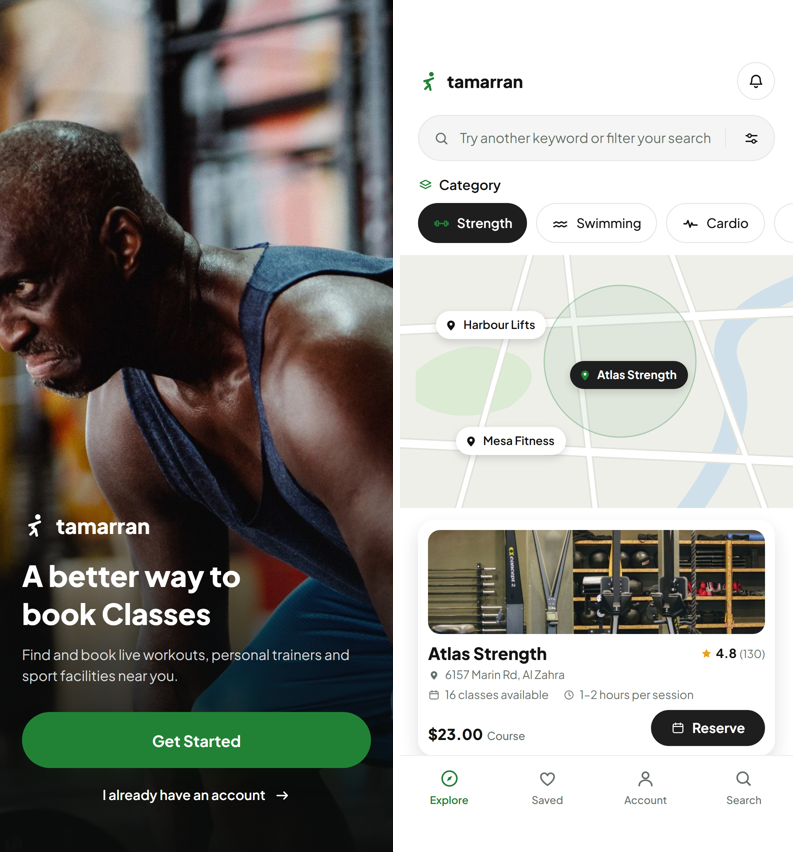 tamarran
A better way to
book Classes
Find and book live workouts, personal trainers and
sport facilities near you.
Get Started
I already have an account
tamarran
Try another keyword or filter your search
Category
Strength
Swimming
Cardio
Harbour Lifts
Atlas Strength
Mesa Fitness
concept 2
Atlas Strength
4.8 (130)
6157 Marin Rd, Al Zahra
16 classes available
1–2 hours per session
$23.00 Course
Reserve
Explore
Saved
Account
Search